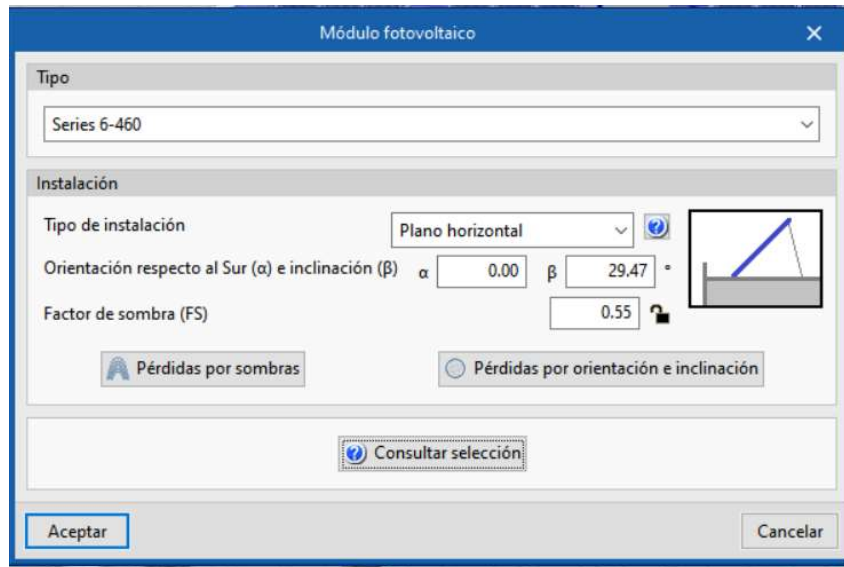 Módulo fotovoltaico
Tipo
Series 6-460
Instalación
Tipo de instalación Plano horizontal
Orientación respecto al Sur (α) e inclinación (β) α 0.00 β 29.47 °
Factor de sombra (FS) 0.55
Pérdidas por sombras Pérdidas por orientación e inclinación
Consultar selección
Aceptar Cancelar